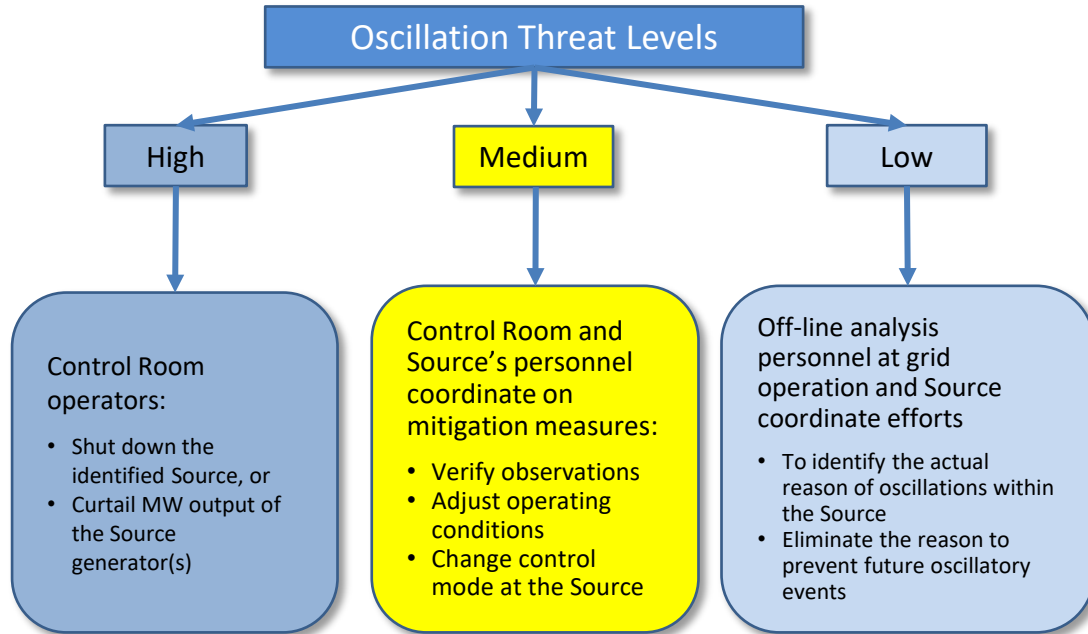 Oscillation Threat Levels
High
Medium
Low
Control Room
operators:
• Shut down the
identified Source, or
• Curtail MW output of
the Source
generator(s)
Control Room and
Source’s personnel
coordinate on
mitigation measures:
• Verify observations
• Adjust operating
conditions
• Change control
mode at the Source
Off-line analysis
personnel at grid
operation and Source
coordinate efforts
• To identify the actual
reason of oscillations within
the Source
• Eliminate the reason to
prevent future oscillatory
events